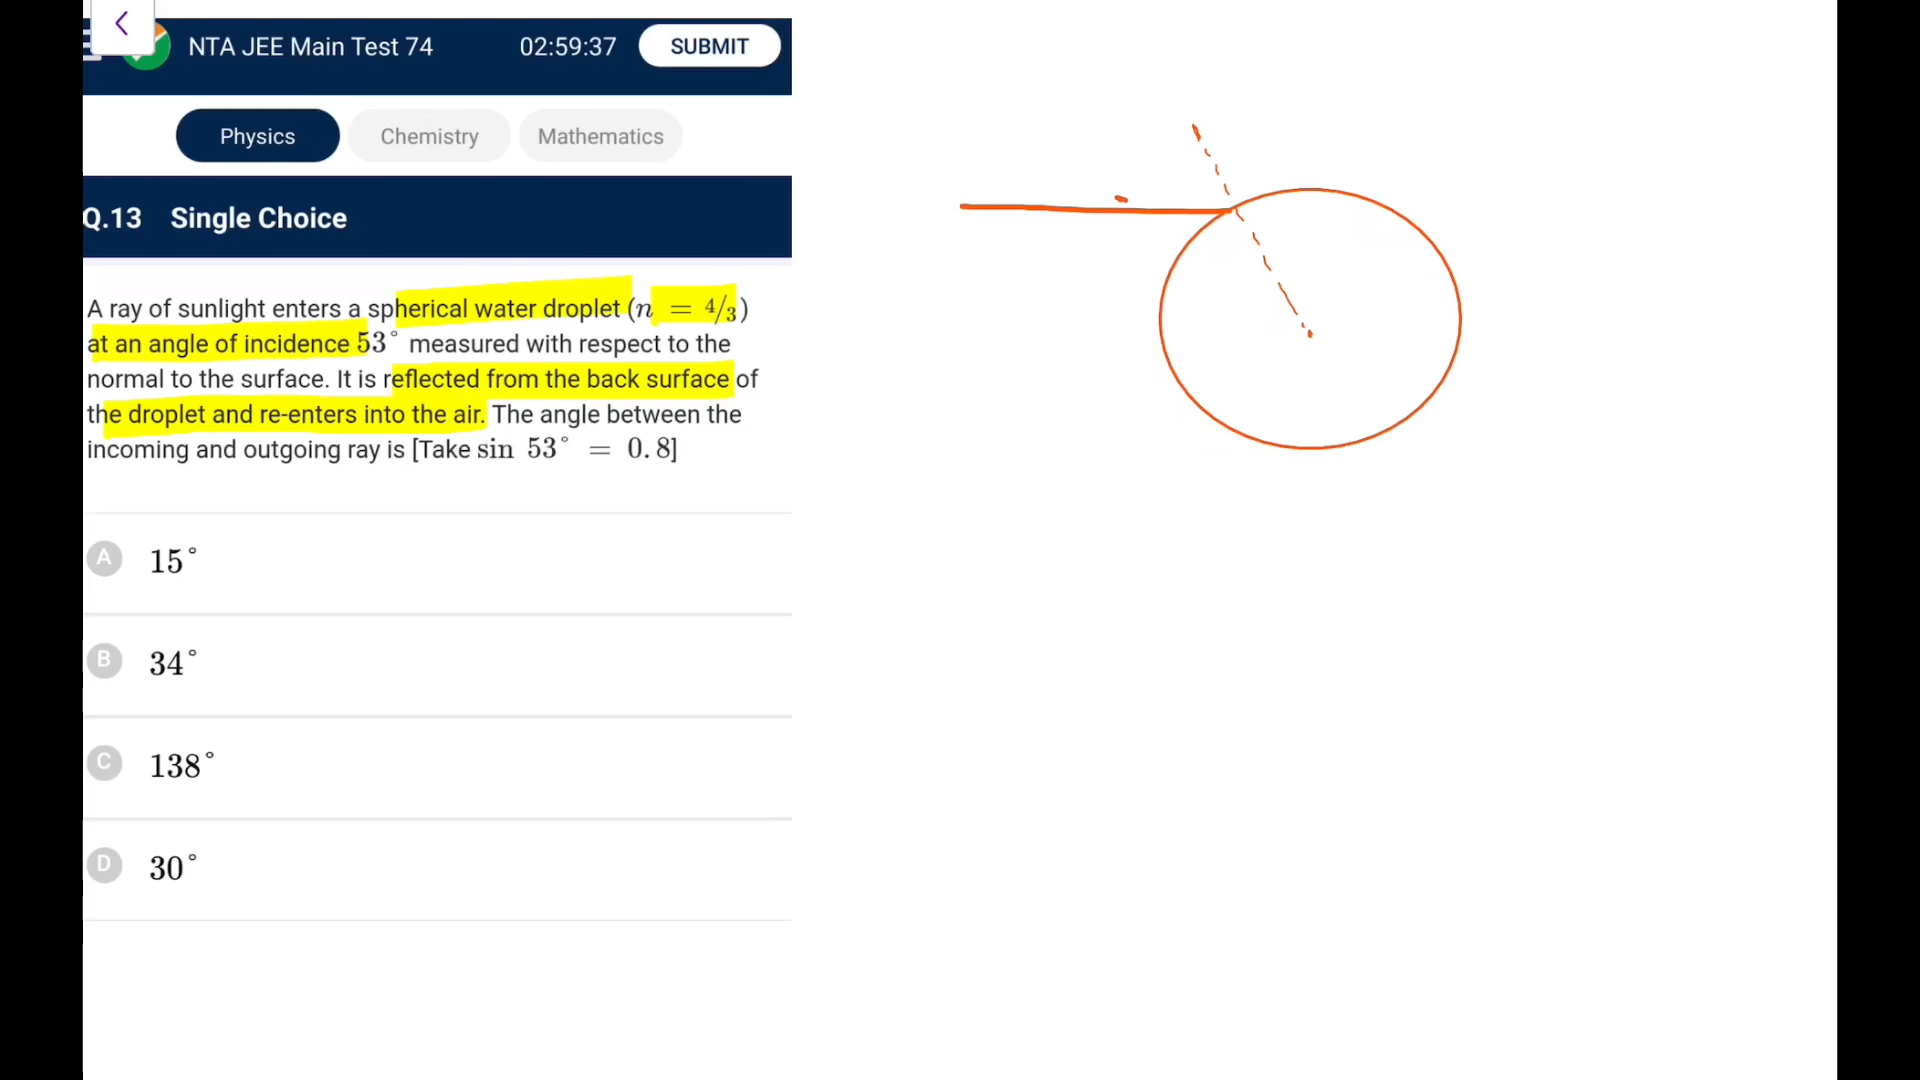 NTA JEE Main Test 74 02:59:37 SUBMIT
Physics Chemistry Mathematics
Q.13 Single Choice
A ray of sunlight enters a spherical water droplet (n = 4/3)
at an angle of incidence 53° measured with respect to the
normal to the surface. It is reflected from the back surface of
the droplet and re-enters into the air. The angle between the
incoming and outgoing ray is [Take sin 53° = 0.8]
A 15°
B 34°
C 138°
D 30°